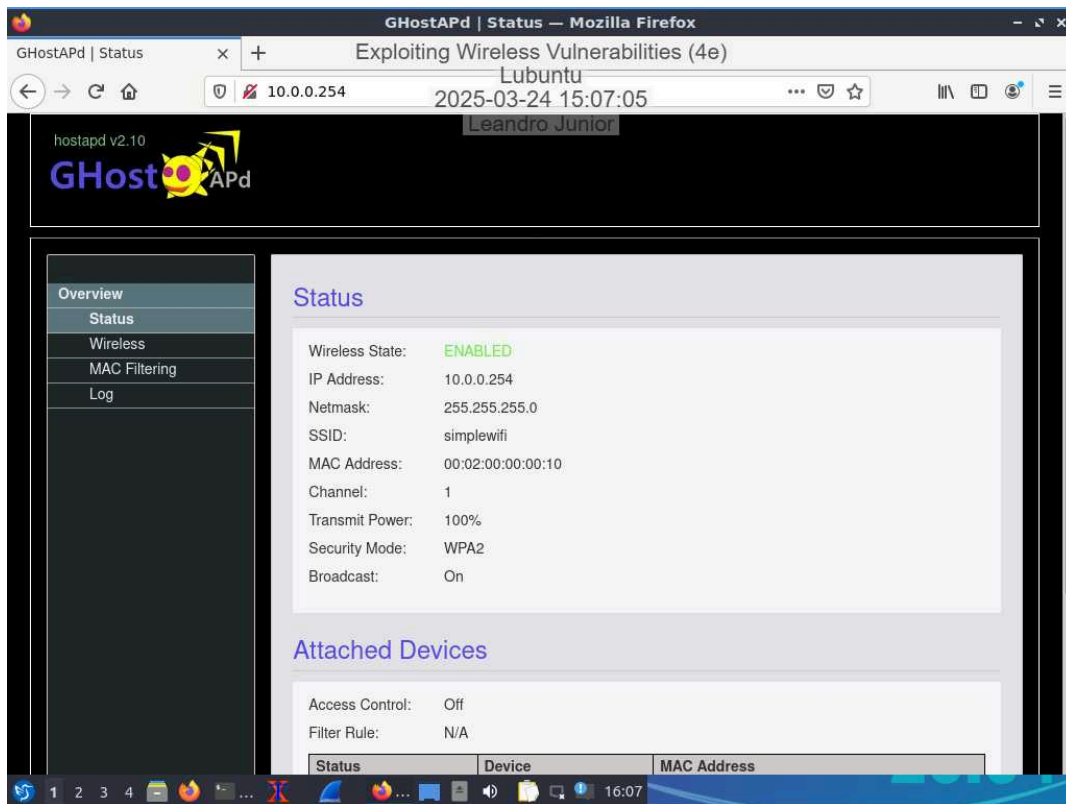 GHostAPd | Status — Mozilla Firefox
GHostAPd | Status
Exploiting Wireless Vulnerabilities (4e)
Lubuntu
10.0.0.254
2025-03-24 15:07:05
Leandro Junior
hostapd v2.10
GHost APd
Overview
Status
Wireless
MAC Filtering
Log
Status
Wireless State: ENABLED
IP Address: 10.0.0.254
Netmask: 255.255.255.0
SSID: simplewifi
MAC Address: 00:02:00:00:00:10
Channel: 1
Transmit Power: 100%
Security Mode: WPA2
Broadcast: On
Attached Devices
Access Control: Off
Filter Rule: N/A
Status Device MAC Address
1 2 3 4 ... ... 16:07